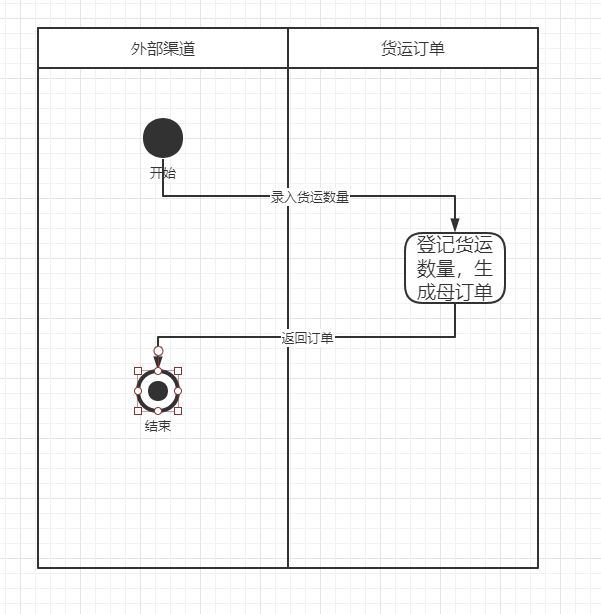 外部渠道
货运订单
开始
录入货运数量
登记货运
数量，生
成母订单
返回订单
结束